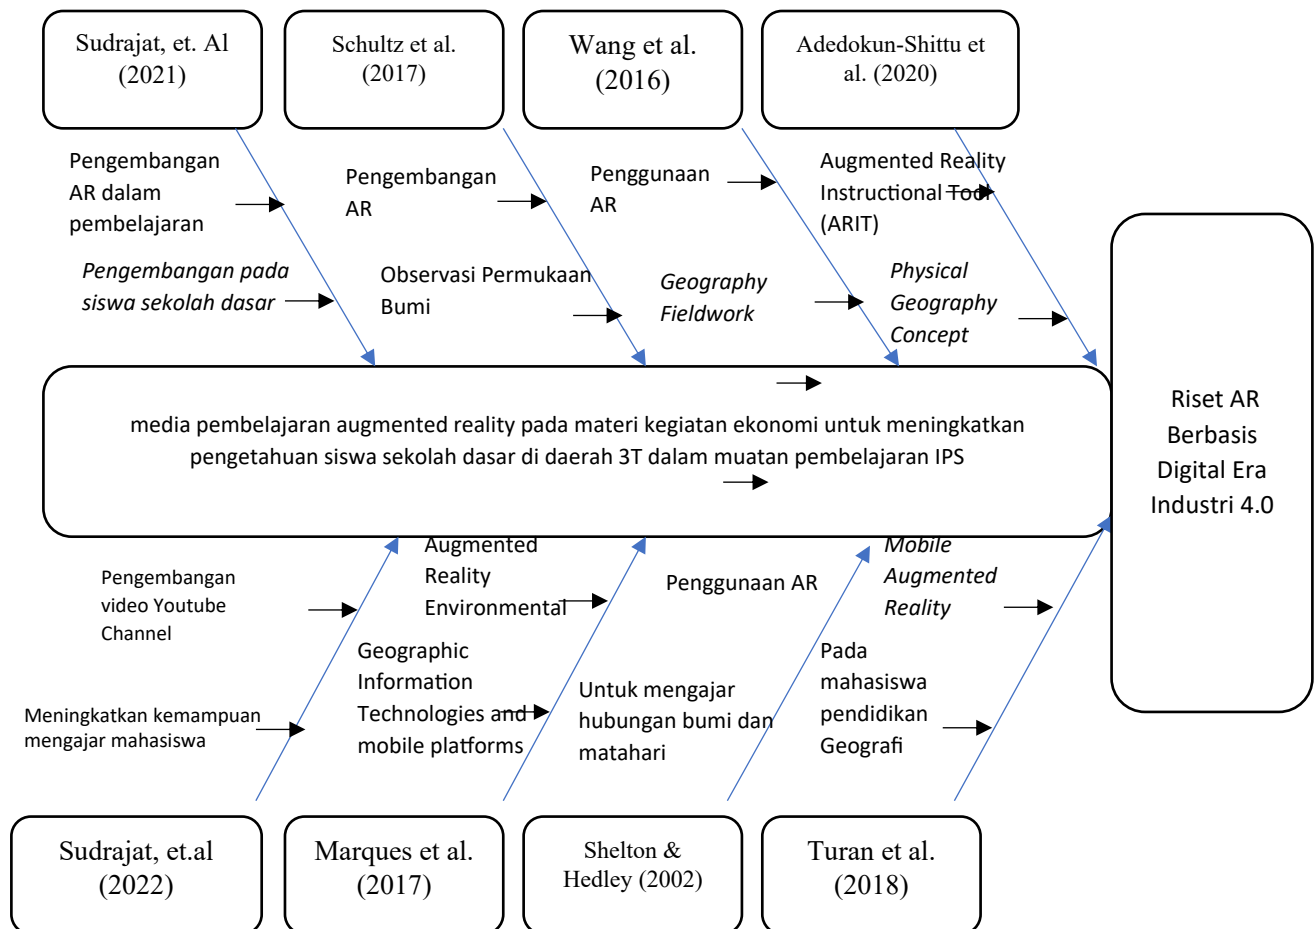 Sudrajat, et. Al
(2021)
Schultz et al.
(2017)
Wang et al.
(2016)
Adedokun-Shittu et
al. (2020)
Pengembangan
AR dalam
pembelajaran
Pengembangan pada
siswa sekolah dasar
Pengembangan
AR
Observasi Permukaan
Bumi
Penggunaan
AR
Geography
Fieldwork
Augmented Reality
Instructional Tool
(ARIT)
Physical
Geography
Concept
media pembelajaran augmented reality pada materi kegiatan ekonomi untuk meningkatkan
pengetahuan siswa sekolah dasar di daerah 3T dalam muatan pembelajaran IPS
Riset AR
Berbasis
Digital Era
Industri 4.0
Pengembangan
video Youtube
Channel
Meningkatkan kemampuan
mengajar mahasiswa
Augmented
Reality
Environmental
Geographic
Information
Technologies and
mobile platforms
Penggunaan AR
Untuk mengajar
hubungan bumi dan
matahari
Mobile
Augmented
Reality
Pada
mahasiswa
pendidikan
Geografi
Sudrajat, et.al
(2022)
Marques et al.
(2017)
Shelton &
Hedley (2002)
Turan et al.
(2018)